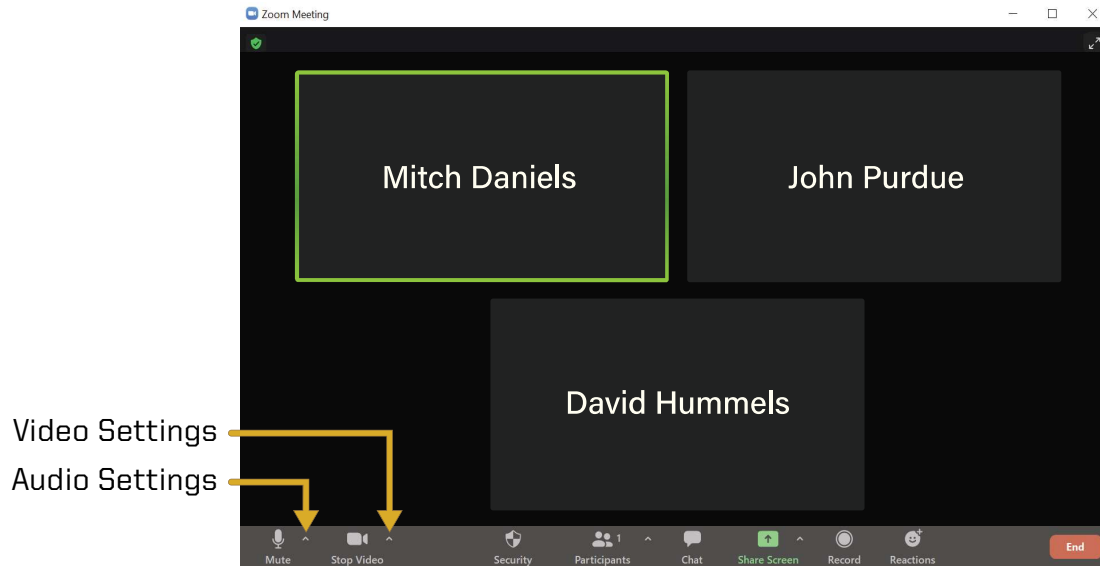 Zoom Meeting
Mitch Daniels
John Purdue
David Hummels
Video Settings
Audio Settings
Mute
Stop Video
Security
1
Participants
Chat
Share Screen
Record
Reactions
End